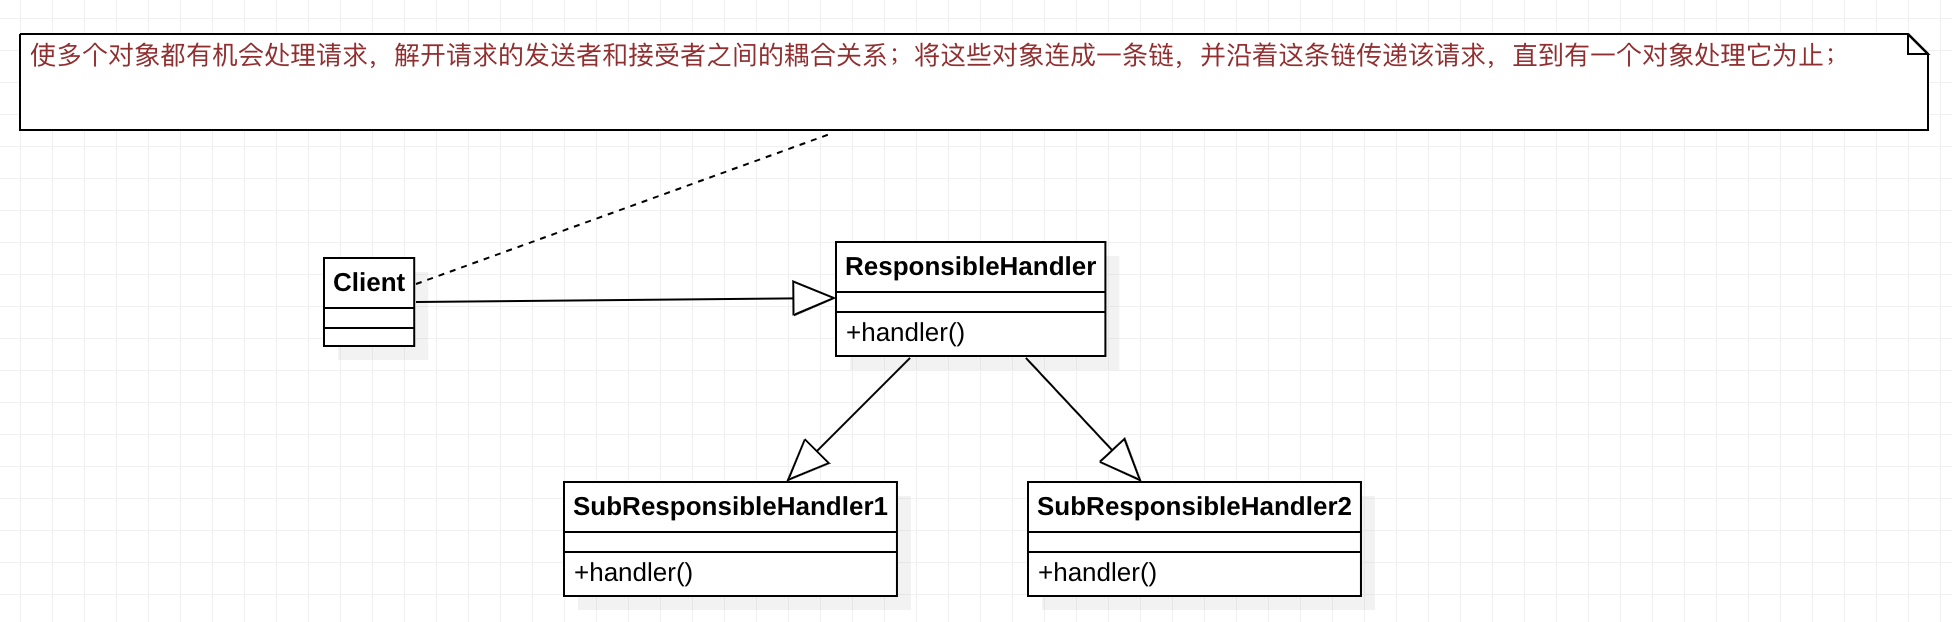 使多个对象都有机会处理请求，解开请求的发送者和接受者之间的耦合关系；将这些对象连成一条链，并沿着这条链传递该请求，直到有一个对象处理它为止；
Client
ResponsibleHandler
+handler()
SubResponsibleHandler1
+handler()
SubResponsibleHandler2
+handler()